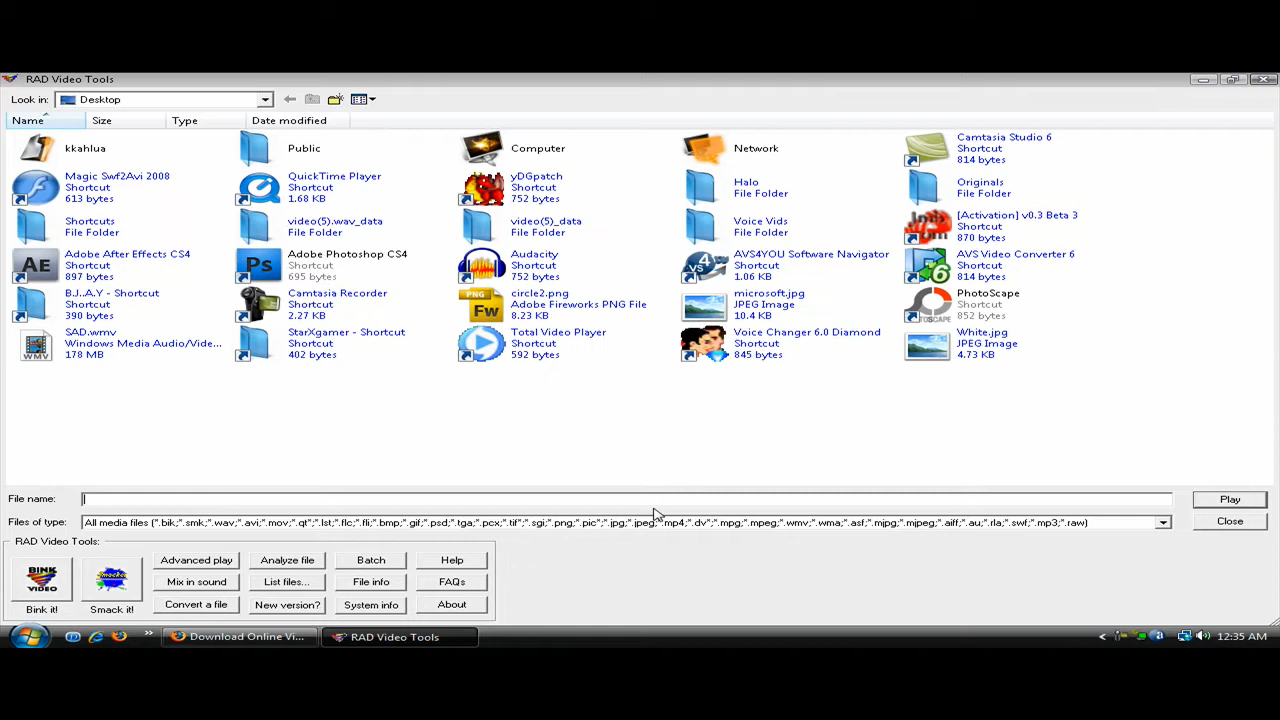 RAD Video Tools
Look in: Desktop
Name Size Type Date modified
kkahlua
Public
Computer
Network
Camtasia Studio 6
Shortcut
814 bytes
Magic Swf2Avi 2008
Shortcut
613 bytes
QuickTime Player
Shortcut
1.68 KB
yDGpatch
Shortcut
752 bytes
Halo
File Folder
Originals
File Folder
Shortcuts
File Folder
video(5).wav_data
File Folder
video(5)_data
File Folder
Voice Vids
File Folder
[Activation] v0.3 Beta 3
Shortcut
870 bytes
Adobe After Effects CS4
Shortcut
897 bytes
Adobe Photoshop CS4
Shortcut
695 bytes
Audacity
Shortcut
752 bytes
AVS4YOU Software Navigator
Shortcut
1.06 KB
AVS Video Converter 6
Shortcut
814 bytes
B.J..A.Y - Shortcut
Shortcut
390 bytes
Camtasia Recorder
Shortcut
2.27 KB
circle2.png
Adobe Fireworks PNG File
8.23 KB
microsoft.jpg
JPEG Image
10.4 KB
PhotoScape
Shortcut
852 bytes
SAD.wmv
Windows Media Audio/Vide...
178 MB
StarXgamer - Shortcut
Shortcut
402 bytes
Total Video Player
Shortcut
592 bytes
Voice Changer 6.0 Diamond
Shortcut
845 bytes
White.jpg
JPEG Image
4.73 KB
File name: Play
Files of type: All media files (*.bik;*.smk;*.wav;*.avi;*.mov;*.qt*;*.lst;*.flc;*.fli;*.bmp;*.gif;*.psd;*.tga;*.pcx;*.tif*;*.sgi;*.png;*.pic*;*.jpg;*.jpeg;*.mp4;*.dv*;*.mpg;*.mpeg;*.wmv;*.wma;*.asf;*.mjpg;*.mjpeg;*.aiff;*.au;*.rla;*.swf;*.mp3;*.raw) Close
RAD Video Tools:
BINK VIDEO
Bink it!
smacker
Smack it!
Advanced play Analyze file Batch Help
Mix in sound List files... File info FAQs
Convert a file New version? System info About
Download Online Vi... RAD Video Tools 12:35 AM